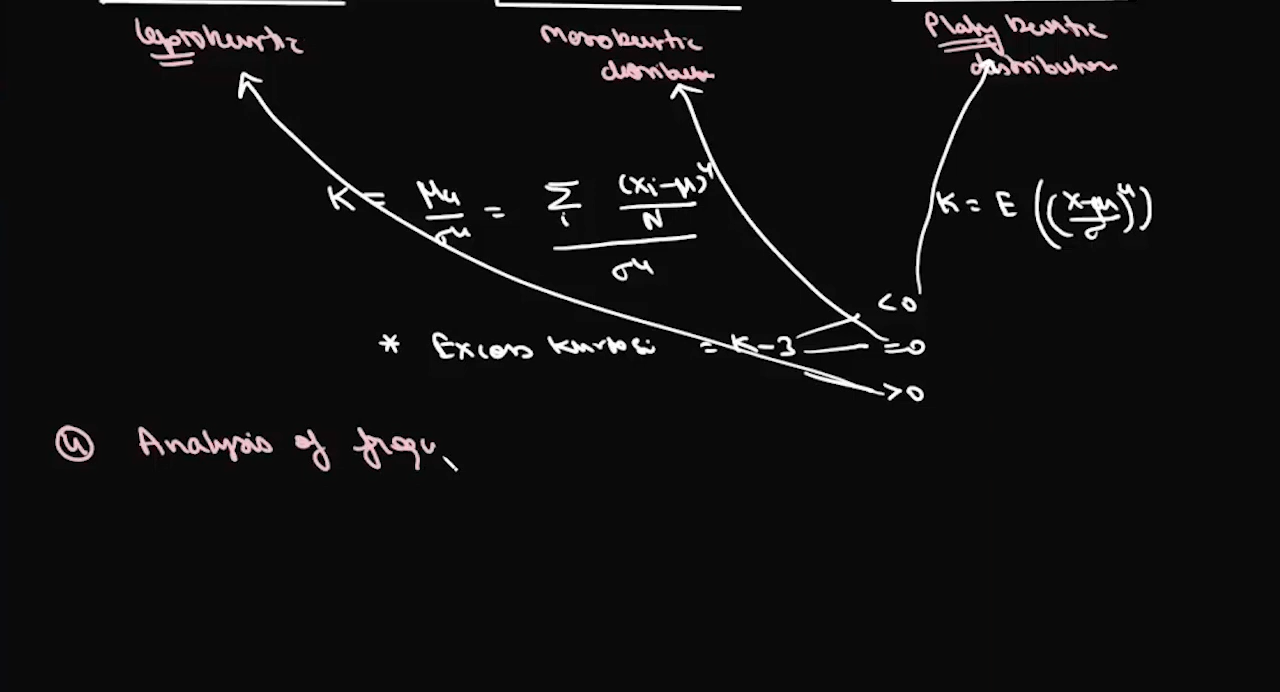 Leptokurtic Mesokurtic Platykurtic
distribution distribution
K = μ₄/σ⁴ = Σᵢ (xᵢ-μ)⁴/N / σ⁴ K = E(((x-μ)/σ)⁴)
<0
* Excess Kurtosi = K-3 =0
>0
④ Analysis of frequ